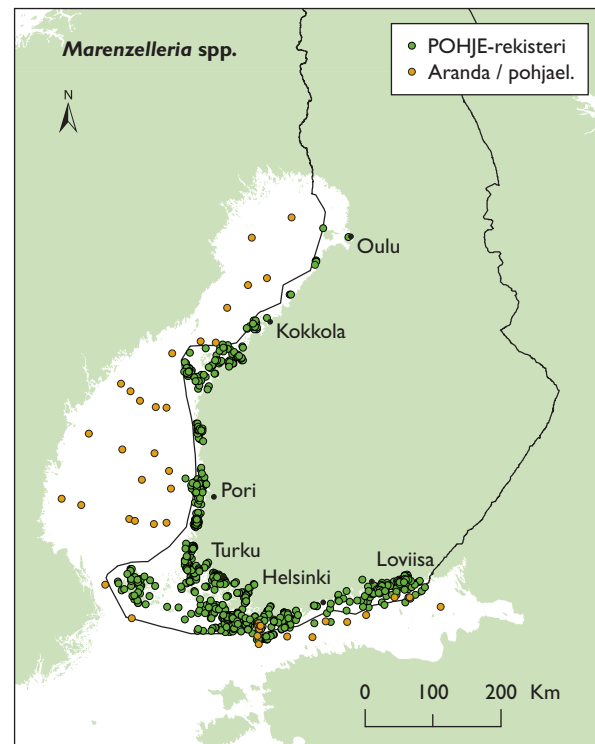 Marenzelleria spp.
POHJE-rekisteri
Aranda / pohjael.
N
Oulu
Kokkola
Pori
Turku
Helsinki
Loviisa
0 100 200 Km